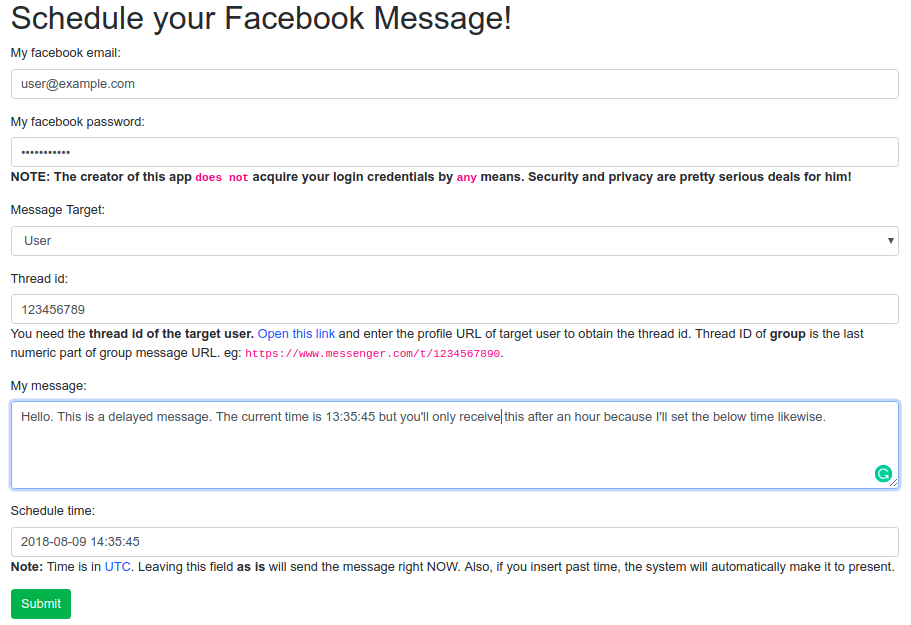 Schedule your Facebook Message!
My facebook email:
user@example.com
My facebook password:
•••••••••••
NOTE: The creator of this app does not acquire your login credentials by any means. Security and privacy are pretty serious deals for him!
Message Target:
User
Thread id:
123456789
You need the thread id of the target user. Open this link and enter the profile URL of target user to obtain the thread id. Thread ID of group is the last
numeric part of group message URL. eg: https://www.messenger.com/t/1234567890.
My message:
Hello. This is a delayed message. The current time is 13:35:45 but you'll only receive this after an hour because I'll set the below time likewise.
Schedule time:
2018-08-09 14:35:45
Note: Time is in UTC. Leaving this field as is will send the message right NOW. Also, if you insert past time, the system will automatically make it to present.
Submit